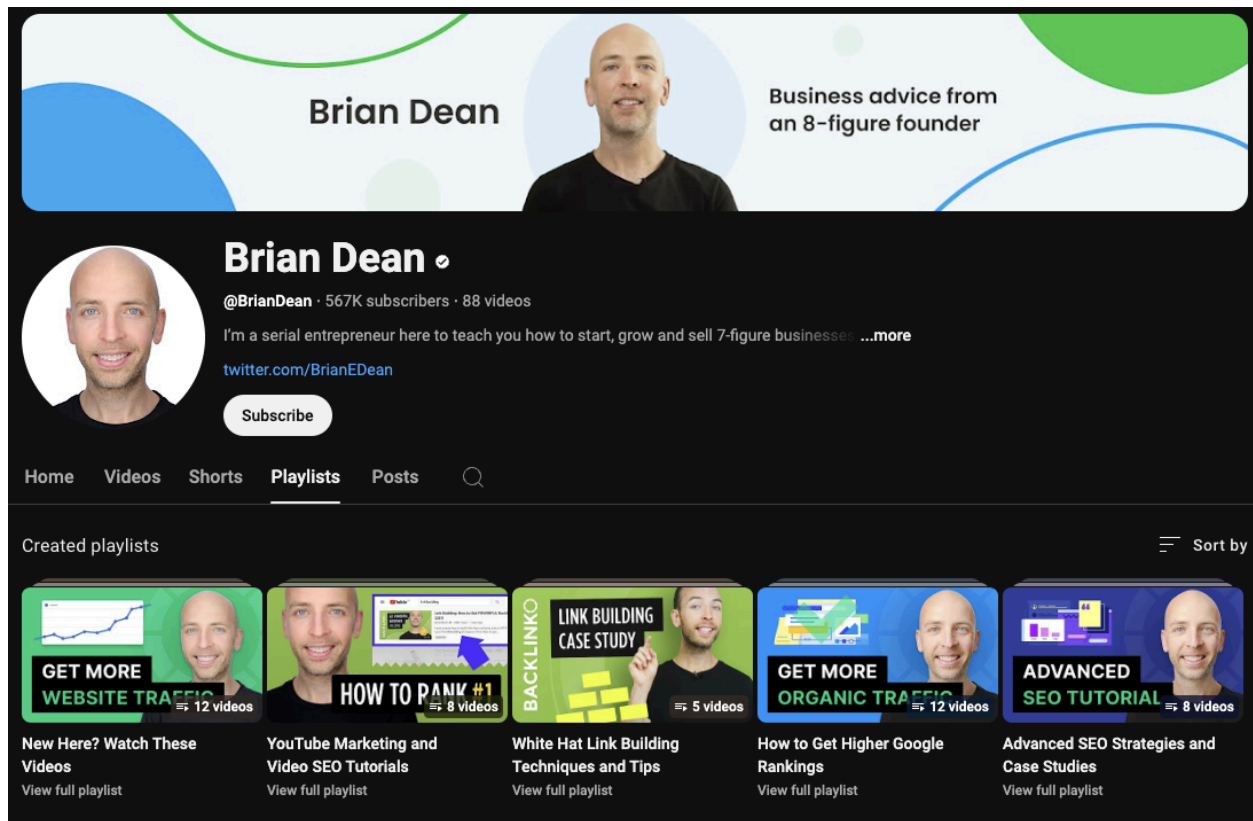 Brian Dean
Business advice from
an 8-figure founder
Brian Dean
@BrianDean · 567K subscribers · 88 videos
I'm a serial entrepreneur here to teach you how to start, grow and sell 7-figure businesses ...more
twitter.com/BrianEDean
Subscribe
Home Videos Shorts Playlists Posts
Created playlists
Sort by
GET MORE
WEBSITE TRAFFIC
12 videos
New Here? Watch These
Videos
View full playlist
HOW TO RANK #1
8 videos
YouTube Marketing and
Video SEO Tutorials
View full playlist
BACKLINKO
LINK BUILDING
CASE STUDY
5 videos
White Hat Link Building
Techniques and Tips
View full playlist
GET MORE
ORGANIC TRAFFIC
12 videos
How to Get Higher Google
Rankings
View full playlist
ADVANCED
SEO TUTORIAL
8 videos
Advanced SEO Strategies and
Case Studies
View full playlist